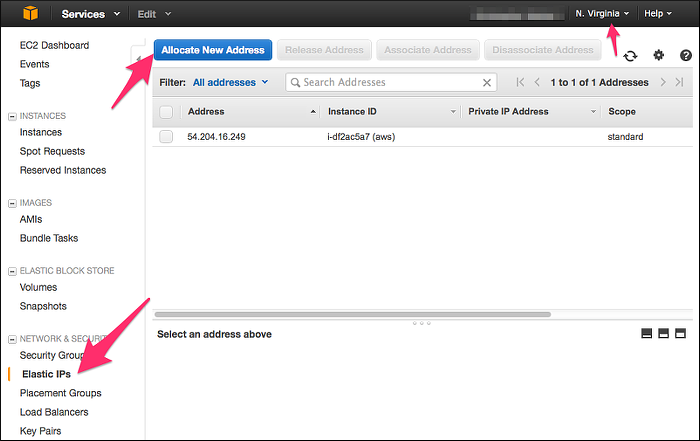 Services Edit N. Virginia Help
EC2 Dashboard
Events
Tags
INSTANCES
Instances
Spot Requests
Reserved Instances
IMAGES
AMIs
Bundle Tasks
ELASTIC BLOCK STORE
Volumes
Snapshots
NETWORK & SECURIT
Security Group
Elastic IPs
Placement Groups
Load Balancers
Key Pairs
Allocate New Address Release Address Associate Address Disassociate Address
Filter: All addresses Search Addresses 1 to 1 of 1 Addresses
Address Instance ID Private IP Address Scope
54.204.16.249 i-df2ac5a7 (aws) standard
Select an address above